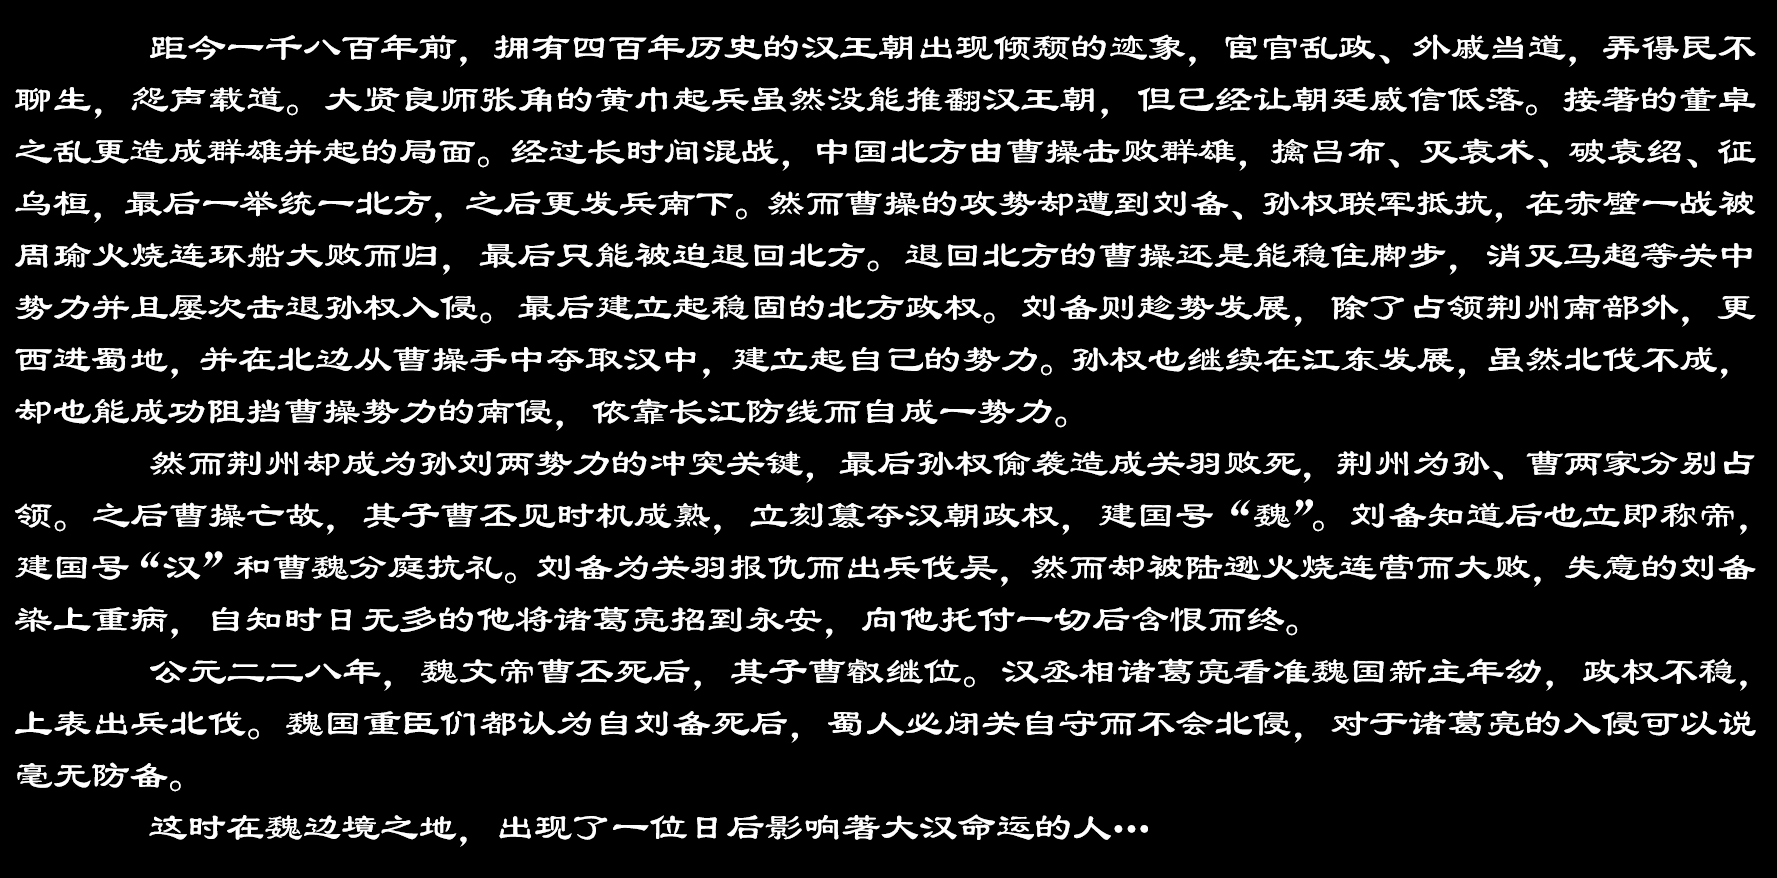 距今一千八百年前，拥有四百年历史的汉王朝出现倾颓的迹象，宦官乱政、外戚当道，弄得民不
聊生，怨声载道。大贤良师张角的黄巾起兵虽然没能推翻汉王朝，但已经让朝廷威信低落。接著的董卓
之乱更造成群雄并起的局面。经过长时间混战，中国北方由曹操击败群雄，擒吕布、灭袁术、破袁绍、征
乌桓，最后一举统一北方，之后更发兵南下。然而曹操的攻势却遭到刘备、孙权联军抵抗，在赤壁一战被
周瑜火烧连环船大败而归，最后只能被迫退回北方。退回北方的曹操还是能稳住脚步，消灭马超等关中
势力并且屡次击退孙权入侵。最后建立起稳固的北方政权。刘备则趁势发展，除了占领荆州南部外，更
西进蜀地，并在北边从曹操手中夺取汉中，建立起自己的势力。孙权也继续在江东发展，虽然北伐不成，
却也能成功阻挡曹操势力的南侵，依靠长江防线而自成一势力。
然而荆州却成为孙刘两势力的冲突关键，最后孙权偷袭造成关羽败死，荆州为孙、曹两家分别占
领。之后曹操亡故，其子曹丕见时机成熟，立刻篡夺汉朝政权，建国号“魏”。刘备知道后也立即称帝，
建国号“汉”和曹魏分庭抗礼。刘备为关羽报仇而出兵伐吴，然而却被陆逊火烧连营而大败，失意的刘备
染上重病，自知时日无多的他将诸葛亮招到永安，向他托付一切后含恨而终。
公元二二八年，魏文帝曹丕死后，其子曹叡继位。汉丞相诸葛亮看准魏国新主年幼，政权不稳，
上表出兵北伐。魏国重臣们都认为自刘备死后，蜀人必闭关自守而不会北侵，对于诸葛亮的入侵可以说
毫无防备。
这时在魏边境之地，出现了一位日后影响著大汉命运的人…